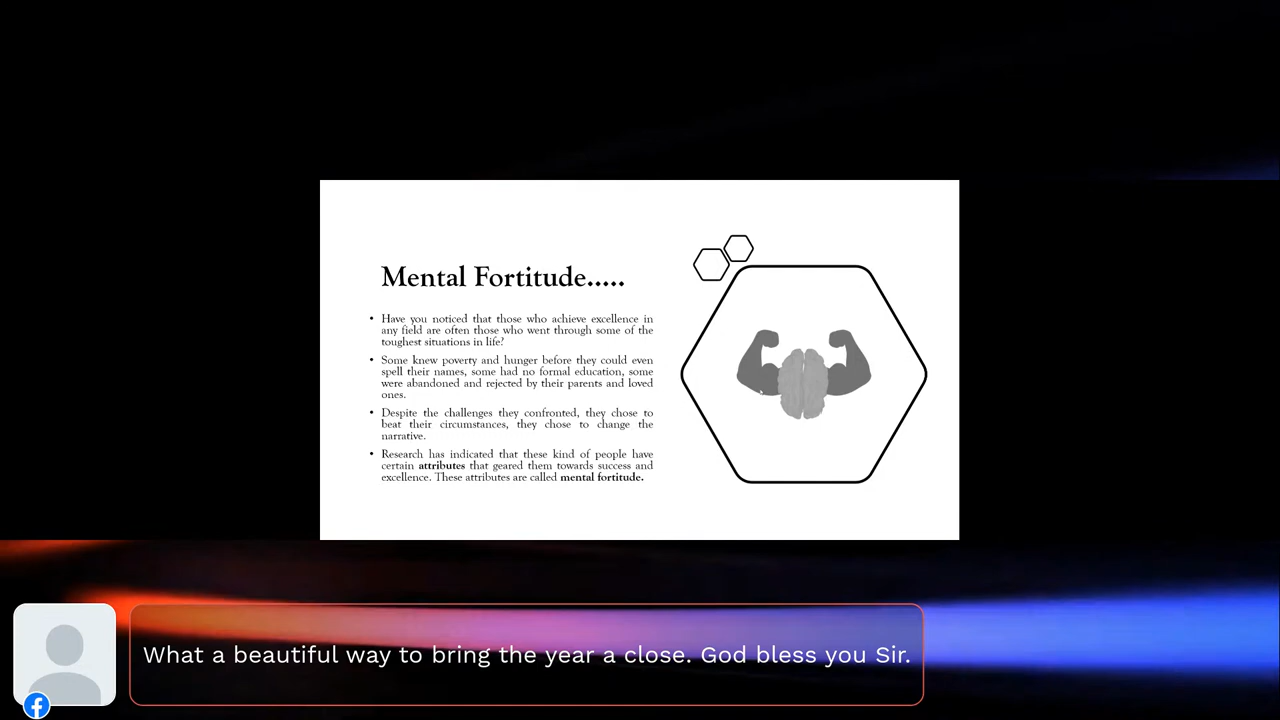 Mental Fortitude.....
• Have you noticed that those who achieve excellence in
any field are often those who went through some of the
toughest situations in life?
• Some knew poverty and hunger before they could even
spell their names, some had no formal education, some
were abandoned and rejected by their parents and loved
ones.
• Despite the challenges they confronted, they chose to
beat their circumstances, they chose to change the
narrative.
• Research has indicated that these kind of people have
certain attributes that geared them towards success and
excellence. These attributes are called mental fortitude.
What a beautiful way to bring the year a close. God bless you Sir.